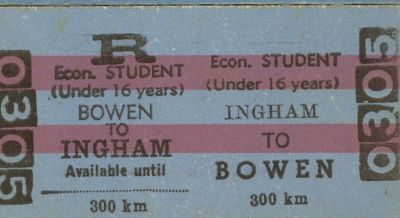 0305
R
Econ. STUDENT
(Under 16 years)
BOWEN
TO
INGHAM
Available until
300 km
Econ. STUDENT
(Under 16 years)
INGHAM
TO
BOWEN
300 km
0305